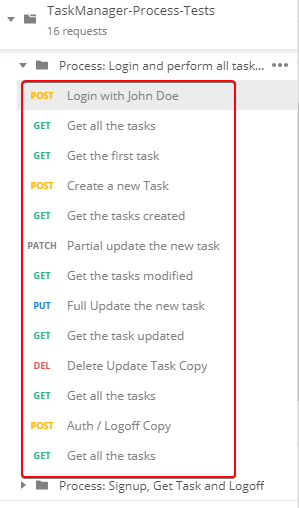 TaskManager-Process-Tests
16 requests
Process: Login and perform all task...
POST Login with John Doe
GET Get all the tasks
GET Get the first task
POST Create a new Task
GET Get the tasks created
PATCH Partial update the new task
GET Get the tasks modified
PUT Full Update the new task
GET Get the task updated
DEL Delete Update Task Copy
GET Get all the tasks
POST Auth / Logoff Copy
GET Get all the tasks
Process: Signup, Get Task and Logoff